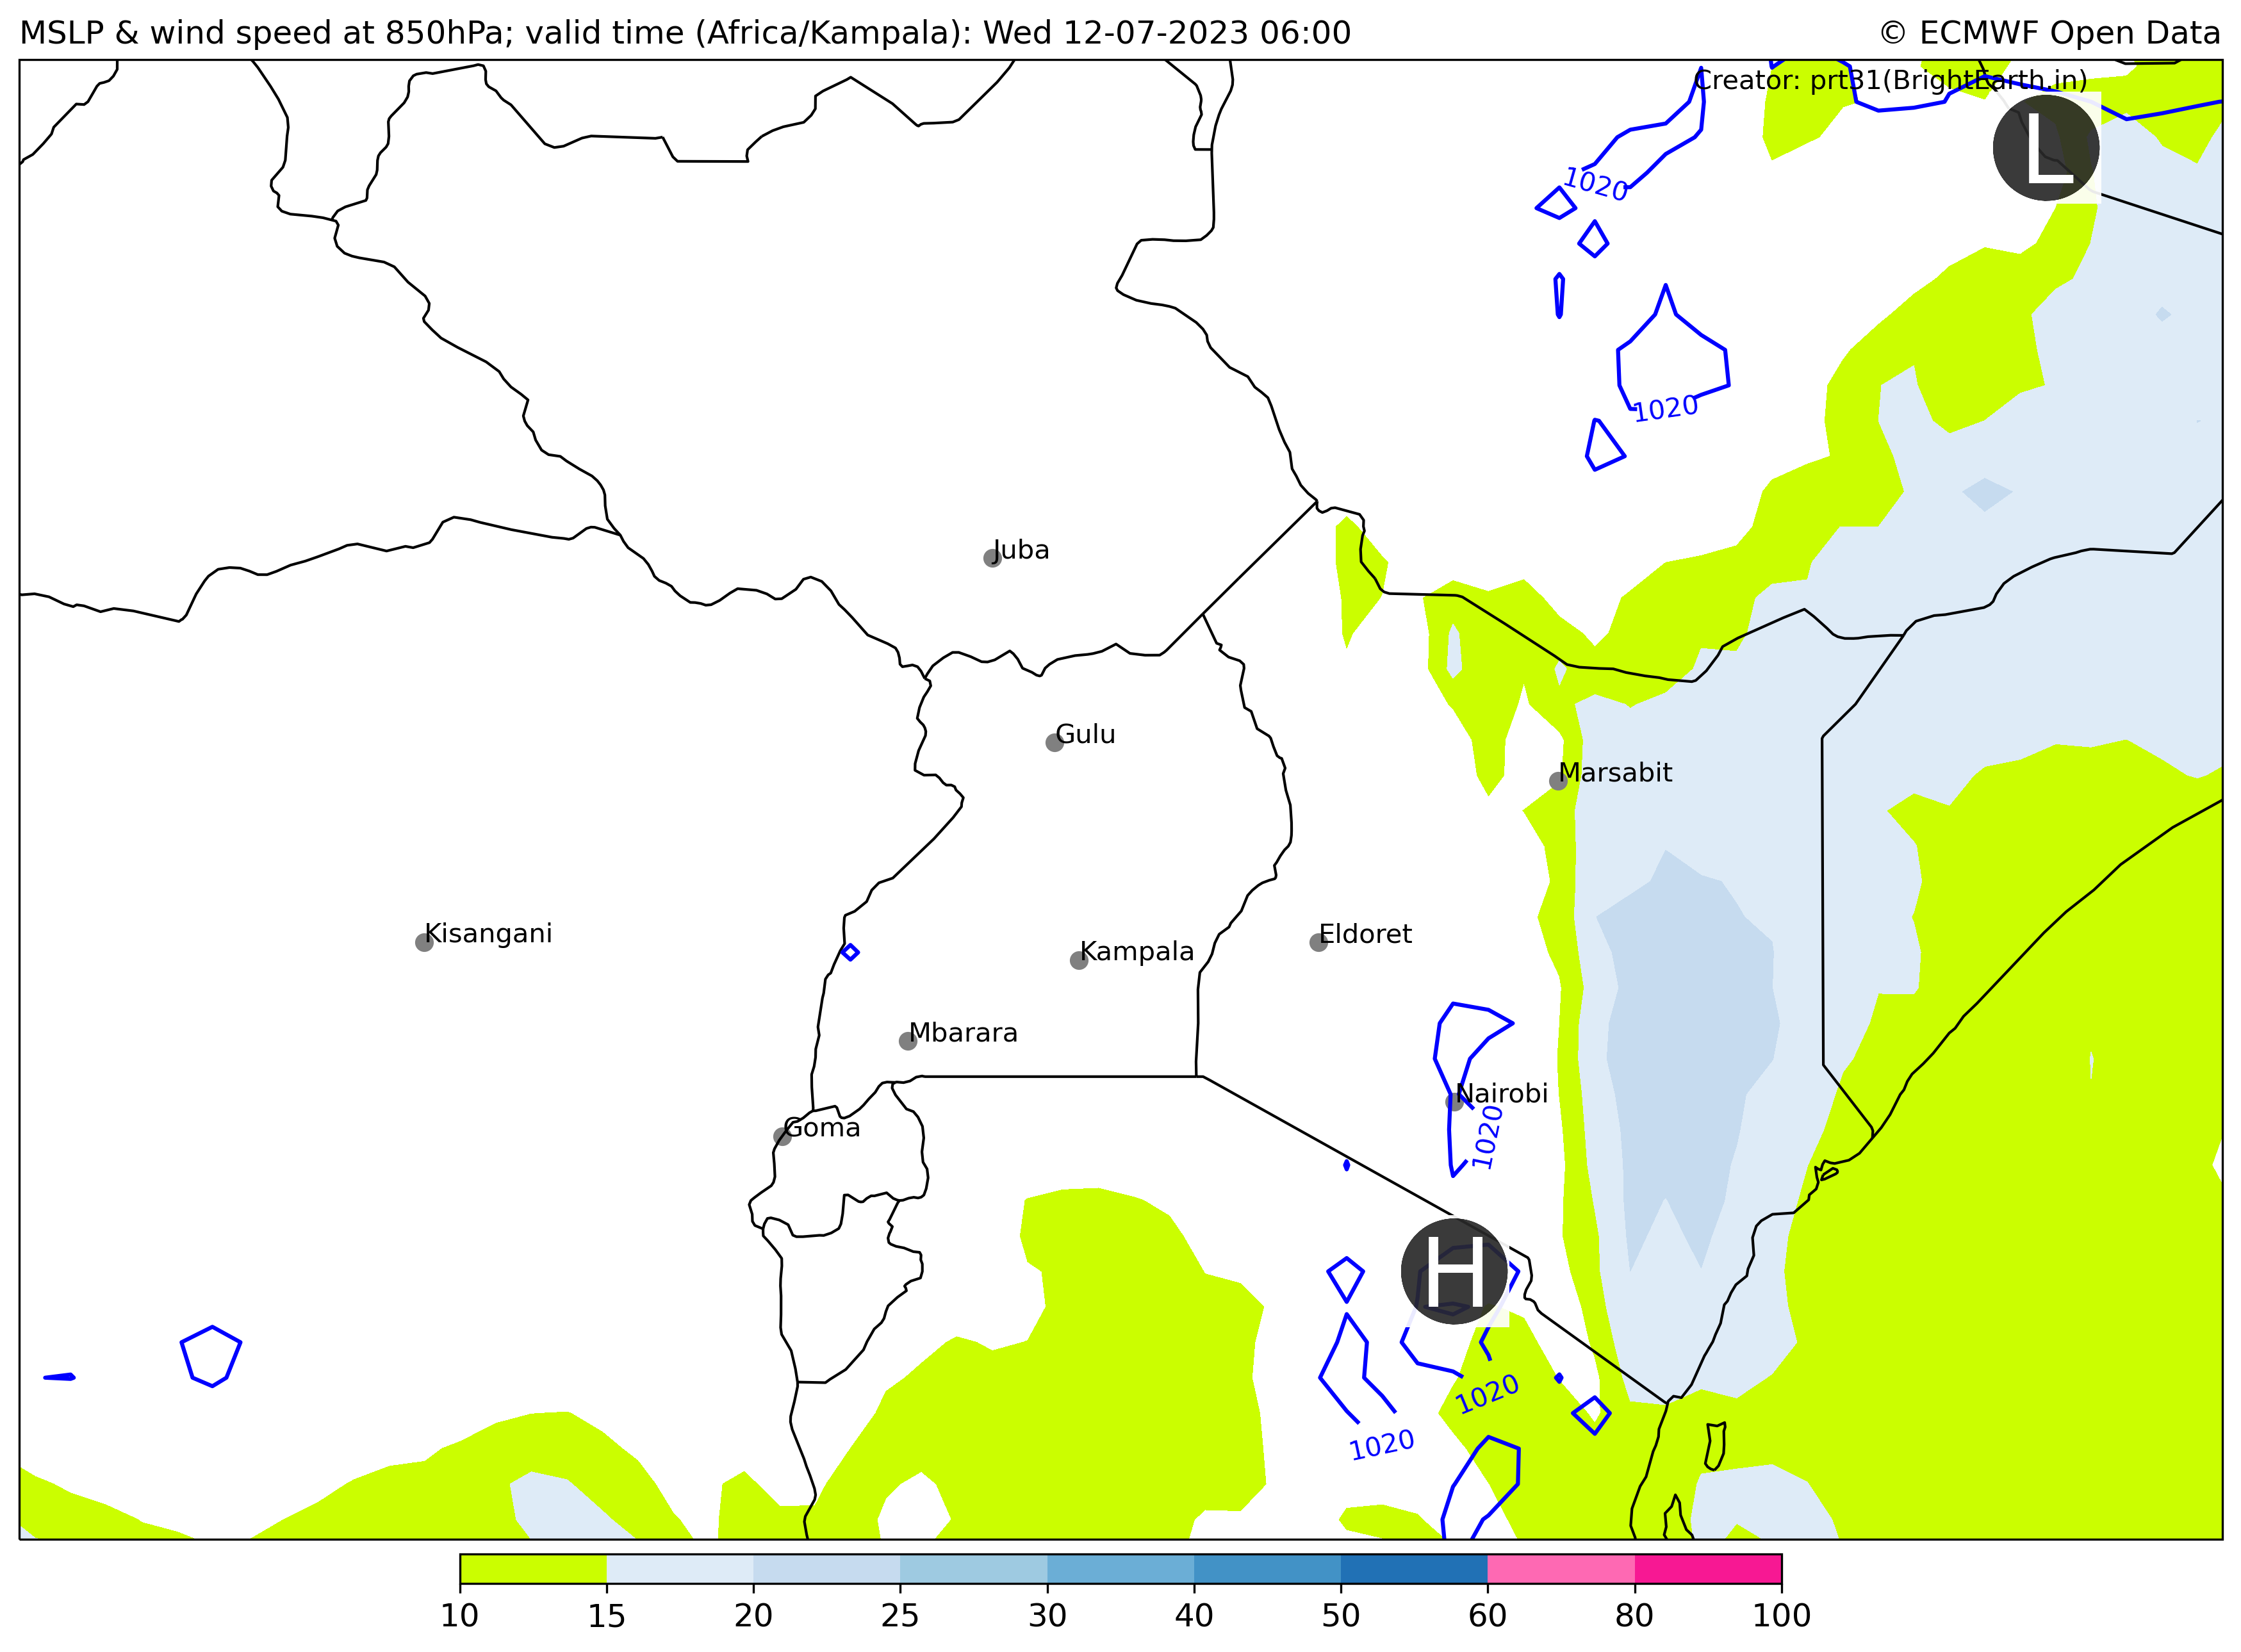 MSLP & wind speed at 850hPa; valid time (Africa/Kampala): Wed 12-07-2023 06:00
© ECMWF Open Data
Creator: prt31(BrightEarth.in)
L
1020
1020
Juba
Gulu
Marsabit
Kisangani
Eldoret
Kampala
Mbarara
Nairobi
Goma
1020
H
1020
1020
10 15 20 25 30 40 50 60 80 100